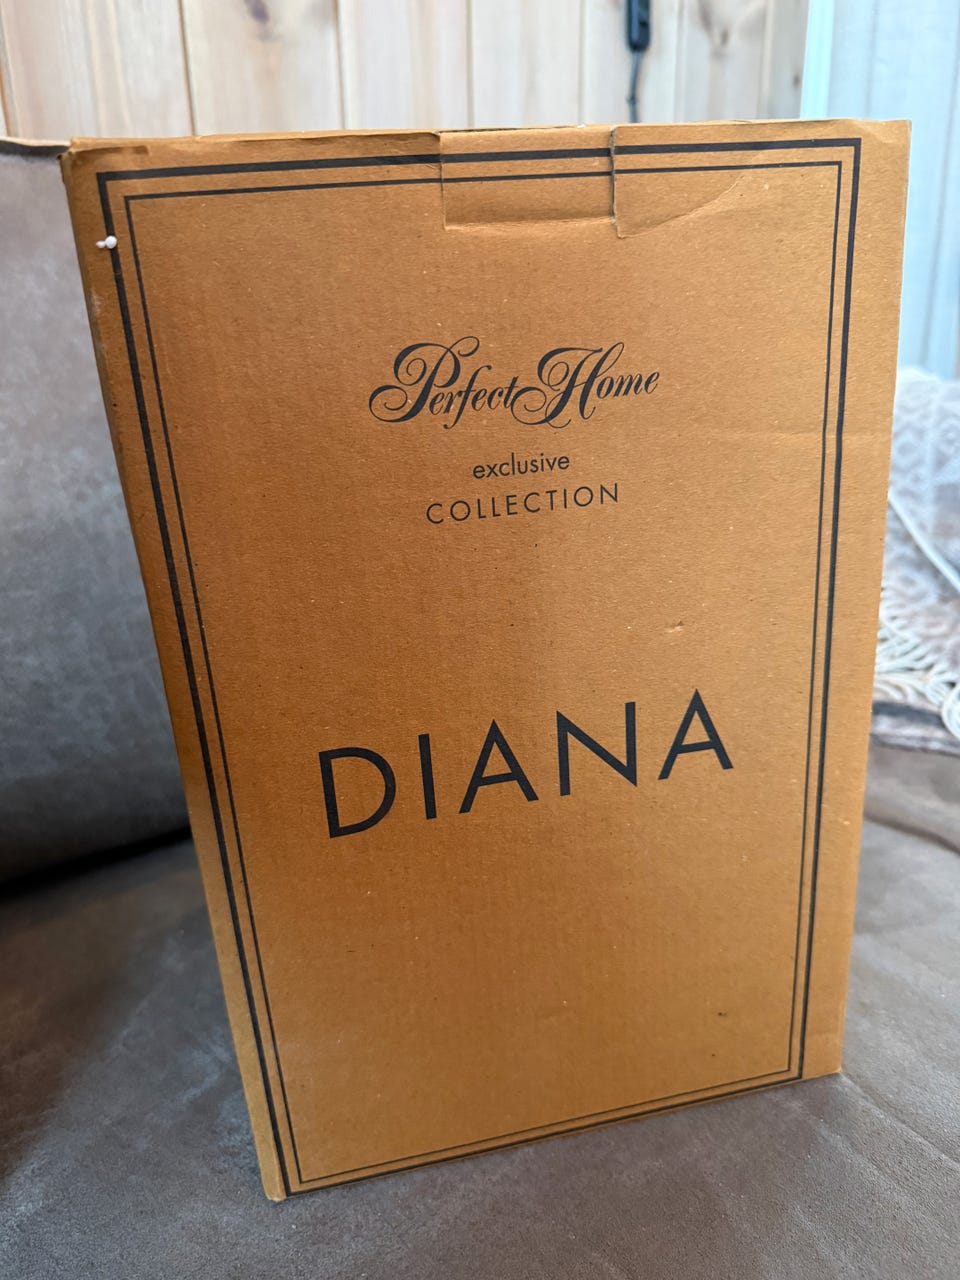 Perfect Home
exclusive
COLLECTION
DIANA